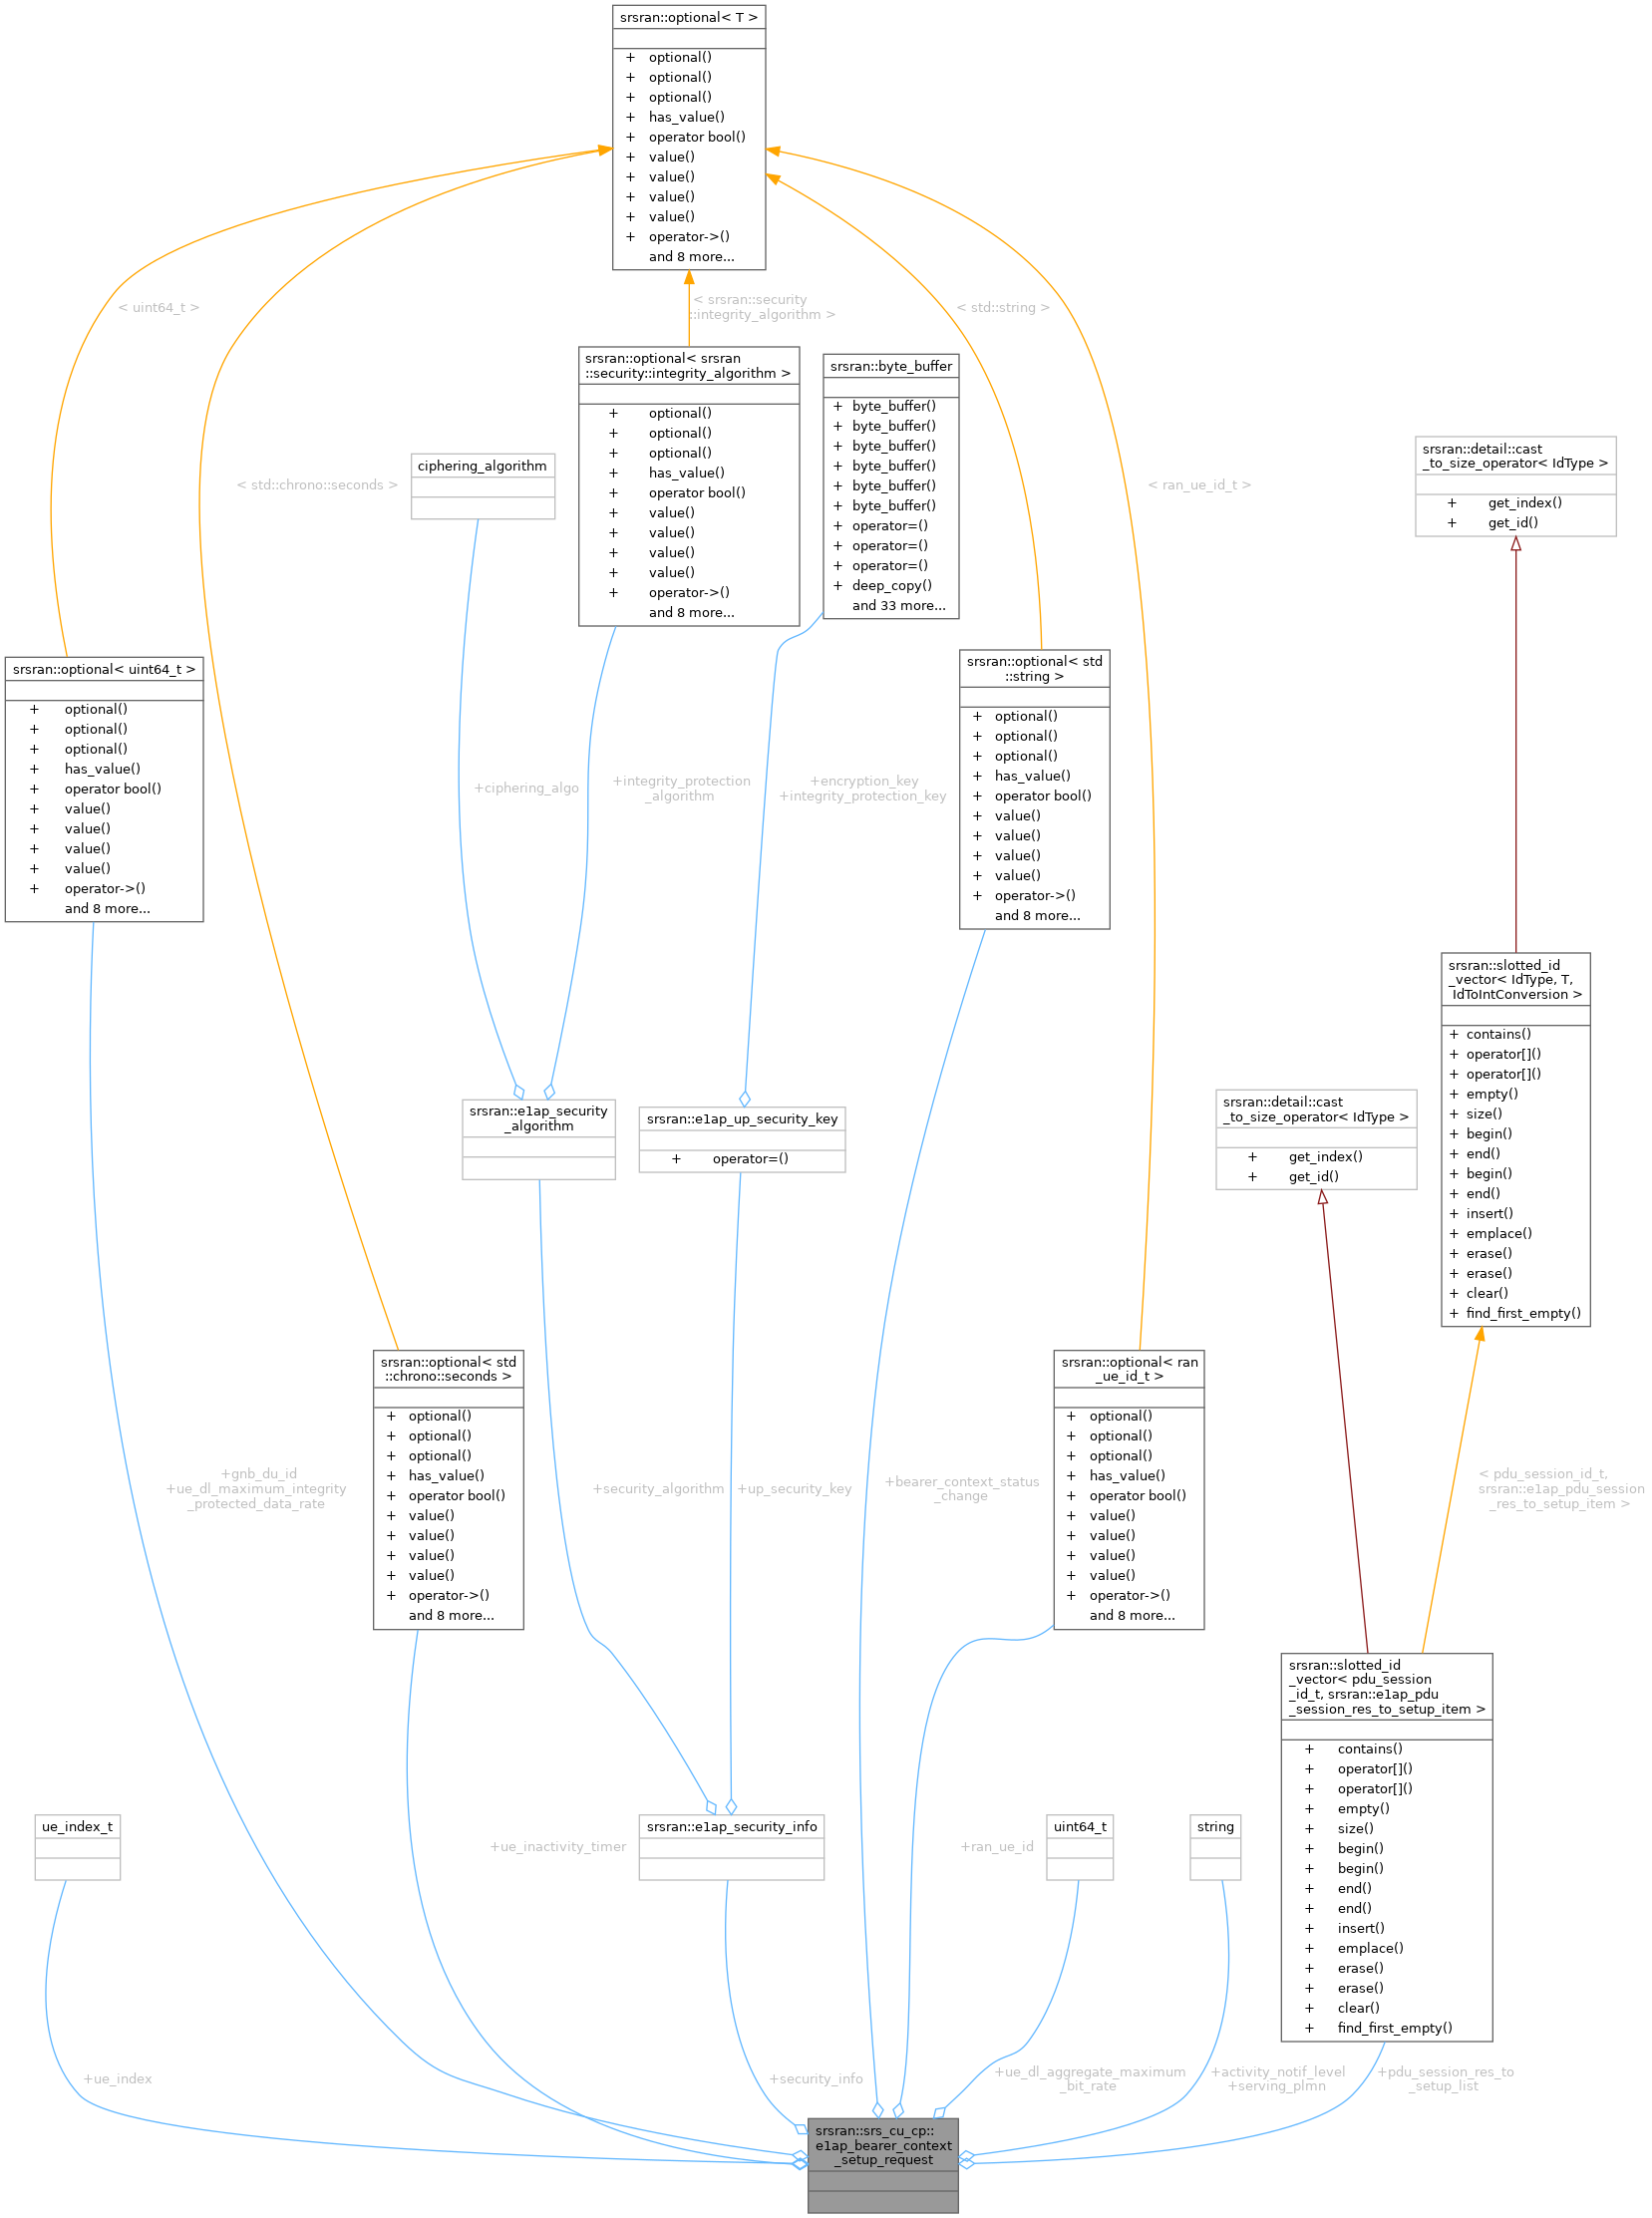 srsran::optional< T >
+ optional()
+ optional()
+ optional()
+ has_value()
+ operator bool()
+ value()
+ value()
+ value()
+ value()
+ operator->()
and 8 more...
< uint64_t >
< srsran::security
::integrity_algorithm >
< std::string >
srsran::optional< srsran
::security::integrity_algorithm >
+ optional()
+ optional()
+ optional()
+ has_value()
+ operator bool()
+ value()
+ value()
+ value()
+ value()
+ operator->()
and 8 more...
srsran::byte_buffer
+ byte_buffer()
+ byte_buffer()
+ byte_buffer()
+ byte_buffer()
+ byte_buffer()
+ byte_buffer()
+ operator=()
+ operator=()
+ operator=()
+ deep_copy()
and 33 more...
srsran::detail::cast
_to_size_operator< IdType >
+ get_index()
+ get_id()
ciphering_algorithm
< std::chrono::seconds >
< ran_ue_id_t >
srsran::optional< uint64_t >
+ optional()
+ optional()
+ optional()
+ has_value()
+ operator bool()
+ value()
+ value()
+ value()
+ value()
+ operator->()
and 8 more...
srsran::optional< std
::string >
+ optional()
+ optional()
+ optional()
+ has_value()
+ operator bool()
+ value()
+ value()
+ value()
+ value()
+ operator->()
and 8 more...
+ciphering_algo
+integrity_protection
_algorithm
+encryption_key
+integrity_protection_key
srsran::slotted_id
_vector< IdType, T,
IdToIntConversion >
+ contains()
+ operator[]()
+ operator[]()
+ empty()
+ size()
+ begin()
+ end()
+ begin()
+ end()
+ insert()
+ emplace()
+ erase()
+ erase()
+ clear()
+ find_first_empty()
srsran::detail::cast
_to_size_operator< IdType >
+ get_index()
+ get_id()
srsran::e1ap_security
_algorithm
srsran::e1ap_up_security_key
+ operator=()
srsran::optional< std
::chrono::seconds >
+ optional()
+ optional()
+ optional()
+ has_value()
+ operator bool()
+ value()
+ value()
+ value()
+ value()
+ operator->()
and 8 more...
srsran::optional< ran
_ue_id_t >
+ optional()
+ optional()
+ optional()
+ has_value()
+ operator bool()
+ value()
+ value()
+ value()
+ value()
+ operator->()
and 8 more...
+gnb_du_id
+ue_dl_maximum_integrity
_protected_data_rate
+security_algorithm
+up_security_key
+bearer_context_status
_change
< pdu_session_id_t,
srsran::e1ap_pdu_session
_res_to_setup_item >
srsran::slotted_id
_vector< pdu_session
_id_t, srsran::e1ap_pdu
_session_res_to_setup_item >
+ contains()
+ operator[]()
+ operator[]()
+ empty()
+ size()
+ begin()
+ begin()
+ end()
+ end()
+ insert()
+ emplace()
+ erase()
+ erase()
+ clear()
+ find_first_empty()
ue_index_t
+ue_inactivity_timer
srsran::e1ap_security_info
+ran_ue_id
uint64_t
string
+ue_index
+security_info
+ue_dl_aggregate_maximum
_bit_rate
+activity_notif_level
+serving_plmn
+pdu_session_res_to
_setup_list
srsran::srs_cu_cp::
e1ap_bearer_context
_setup_request